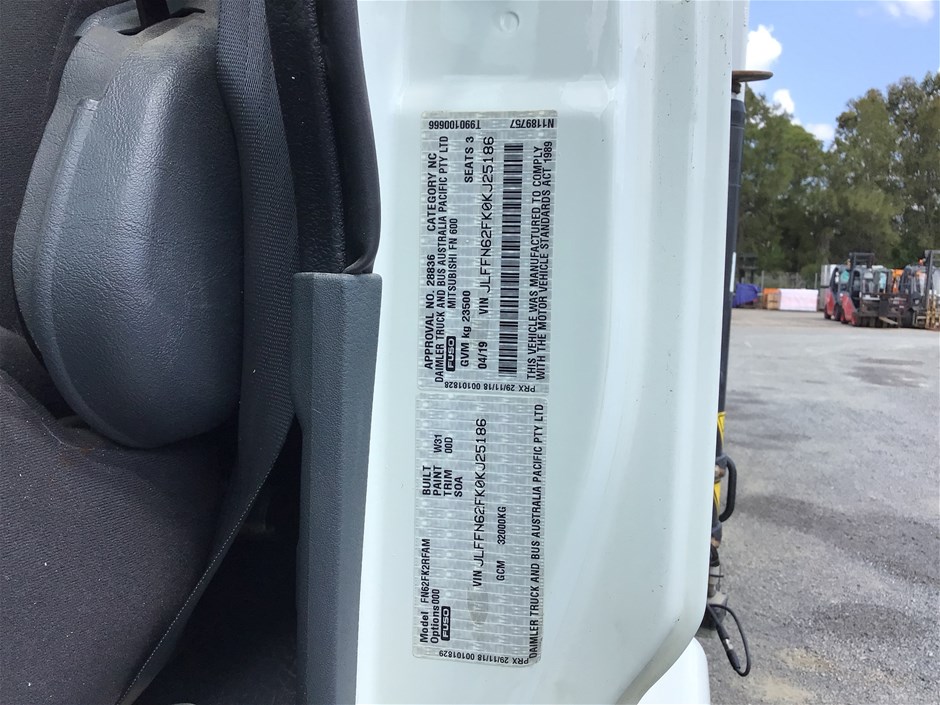 T990100666 N1189757
APPROVAL NO. 28836 CATEGORY NC
DAIMLER TRUCK AND BUS AUSTRALIA PACIFIC PTY LTD
FUSO MITSUBISHI FN 600
GVM kg 23500 SEATS 3
04/19 VIN JLFFN62FK0KJ25186
THIS VEHICLE WAS MANUFACTURED TO COMPLY
WITH THE MOTOR VEHICLE STANDARDS ACT 1989
PRX 29/11/18 00101828
Model FN62FK2RFAM BUILT
Options 000 PAINT W31
FUSO TRIM 00D
SOA
VIN JLFFN62FK0KJ25186
GCM 32000KG
DAIMLER TRUCK AND BUS AUSTRALIA PACIFIC PTY LTD
PRX 29/11/18 00101829